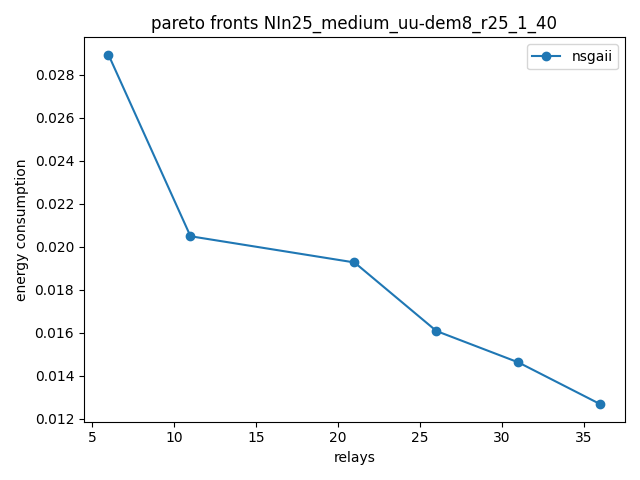 pareto fronts NIn25_medium_uu-dem8_r25_1_40
nsgaii
energy consumption
0.028
0.026
0.024
0.022
0.020
0.018
0.016
0.014
0.012
5 10 15 20 25 30 35
relays